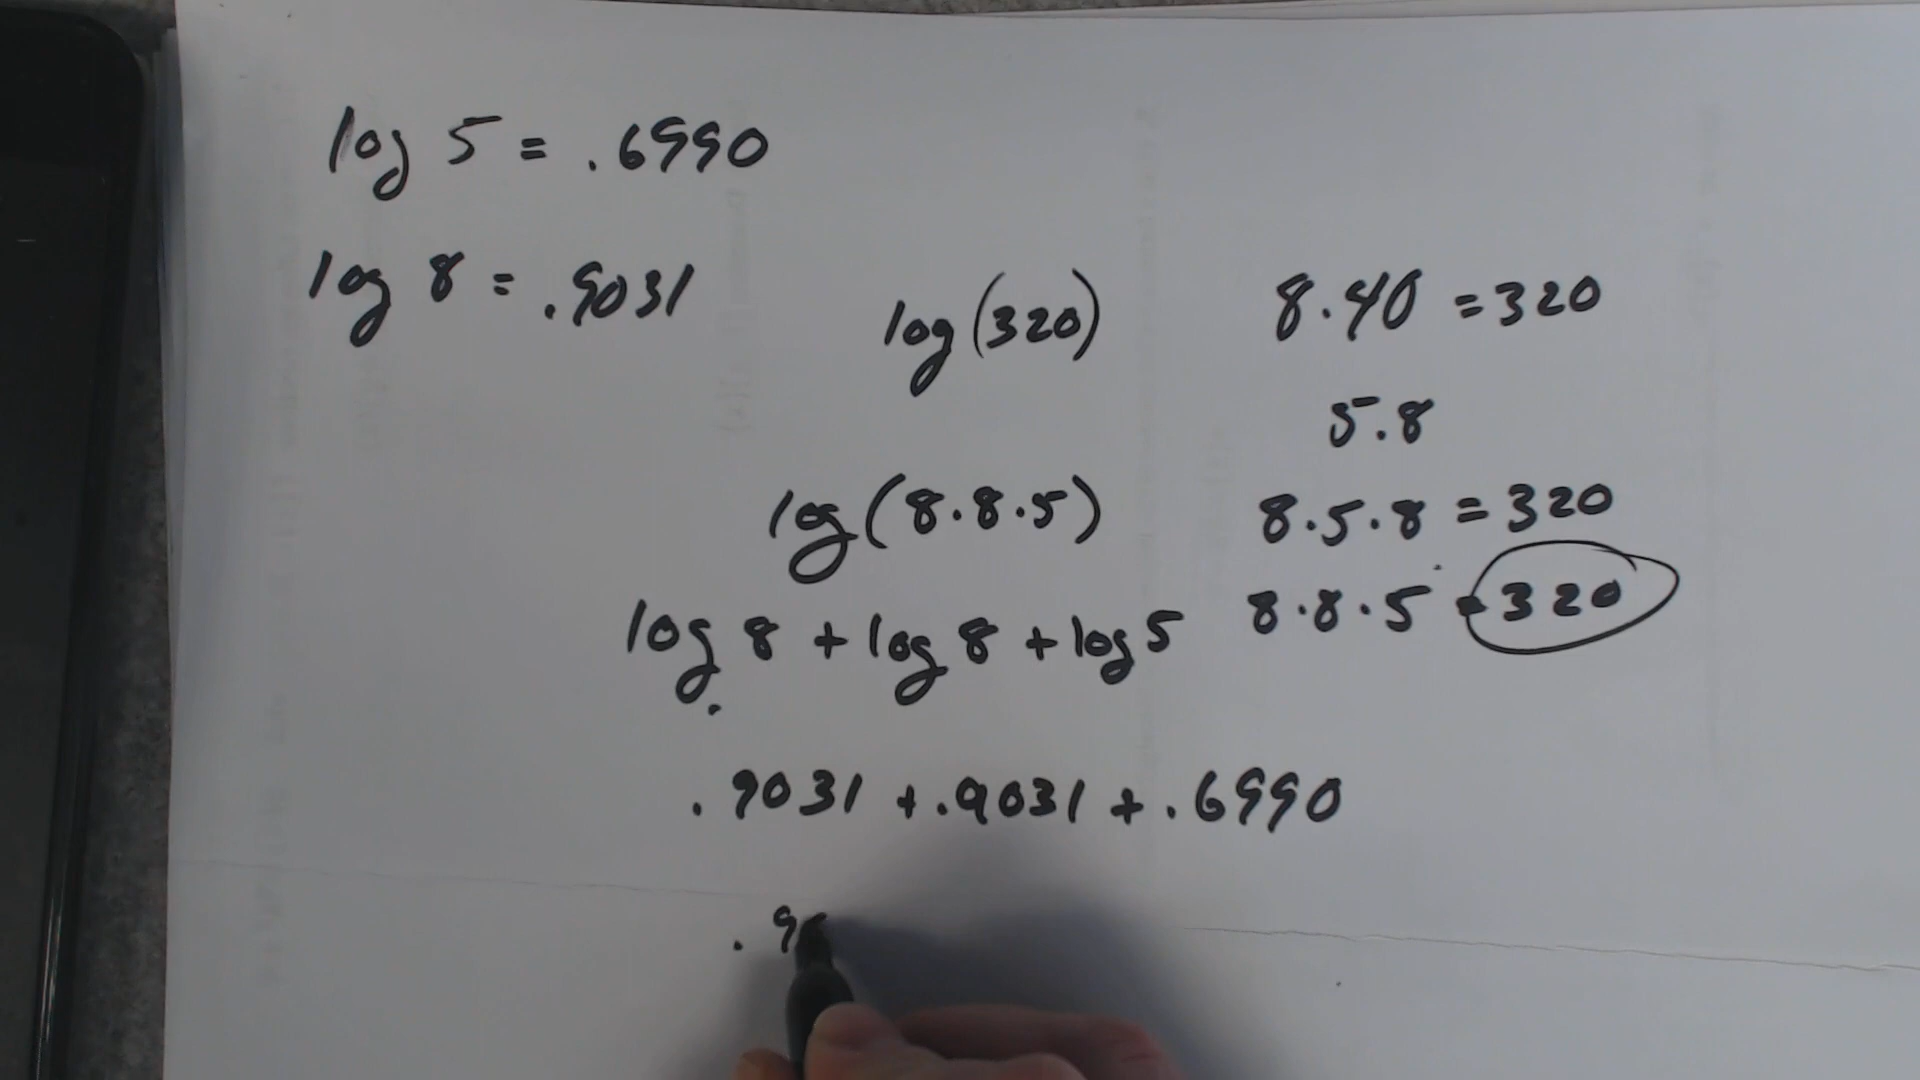 log 5 = .6990
log 8 = .9031
log(320)
8.40 = 320
5.8
log(8.8.5)
8.5.8 = 320
8.8.5 = 320
log 8 + log 8 + log 5
.9031 + .9031 + .6990
.9